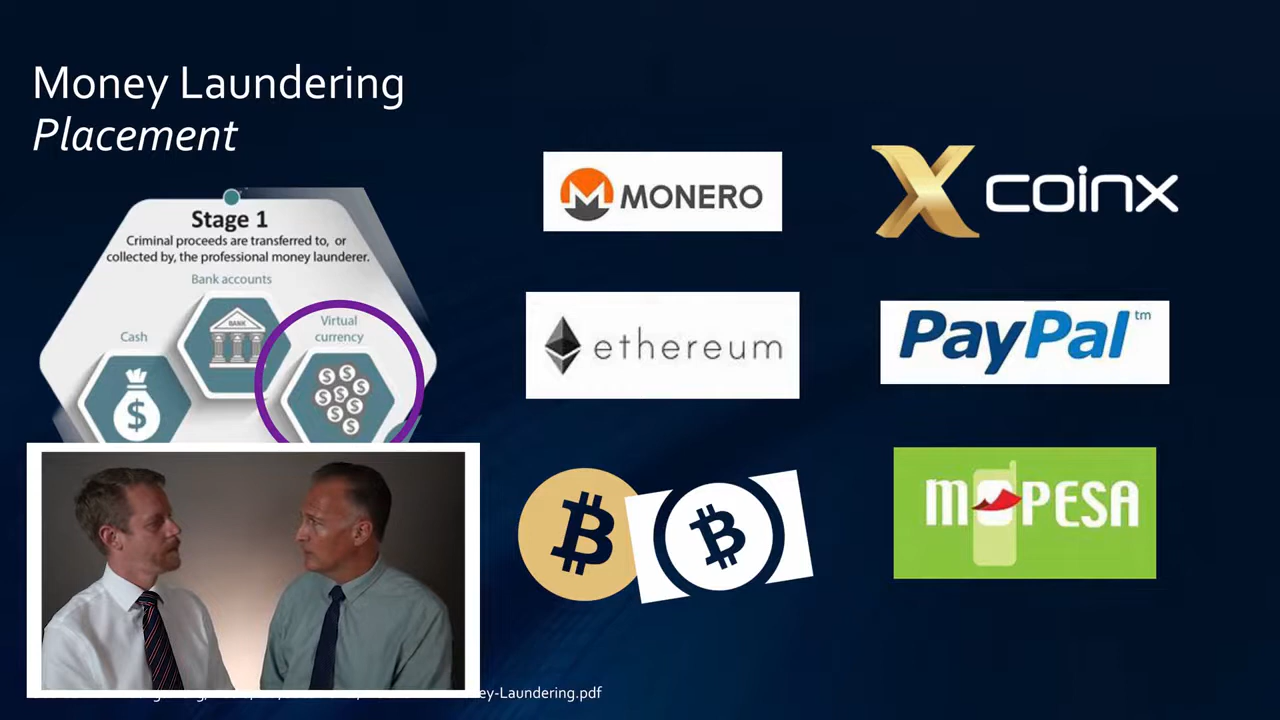 Money Laundering
Placement
Stage 1
Criminal proceeds are transferred to, or
collected by, the professional money launderer.
Bank accounts
BANK
Cash
Virtual
currency
MONERO
coinx
ethereum
PayPal tm
M PESA
ey-Laundering.pdf